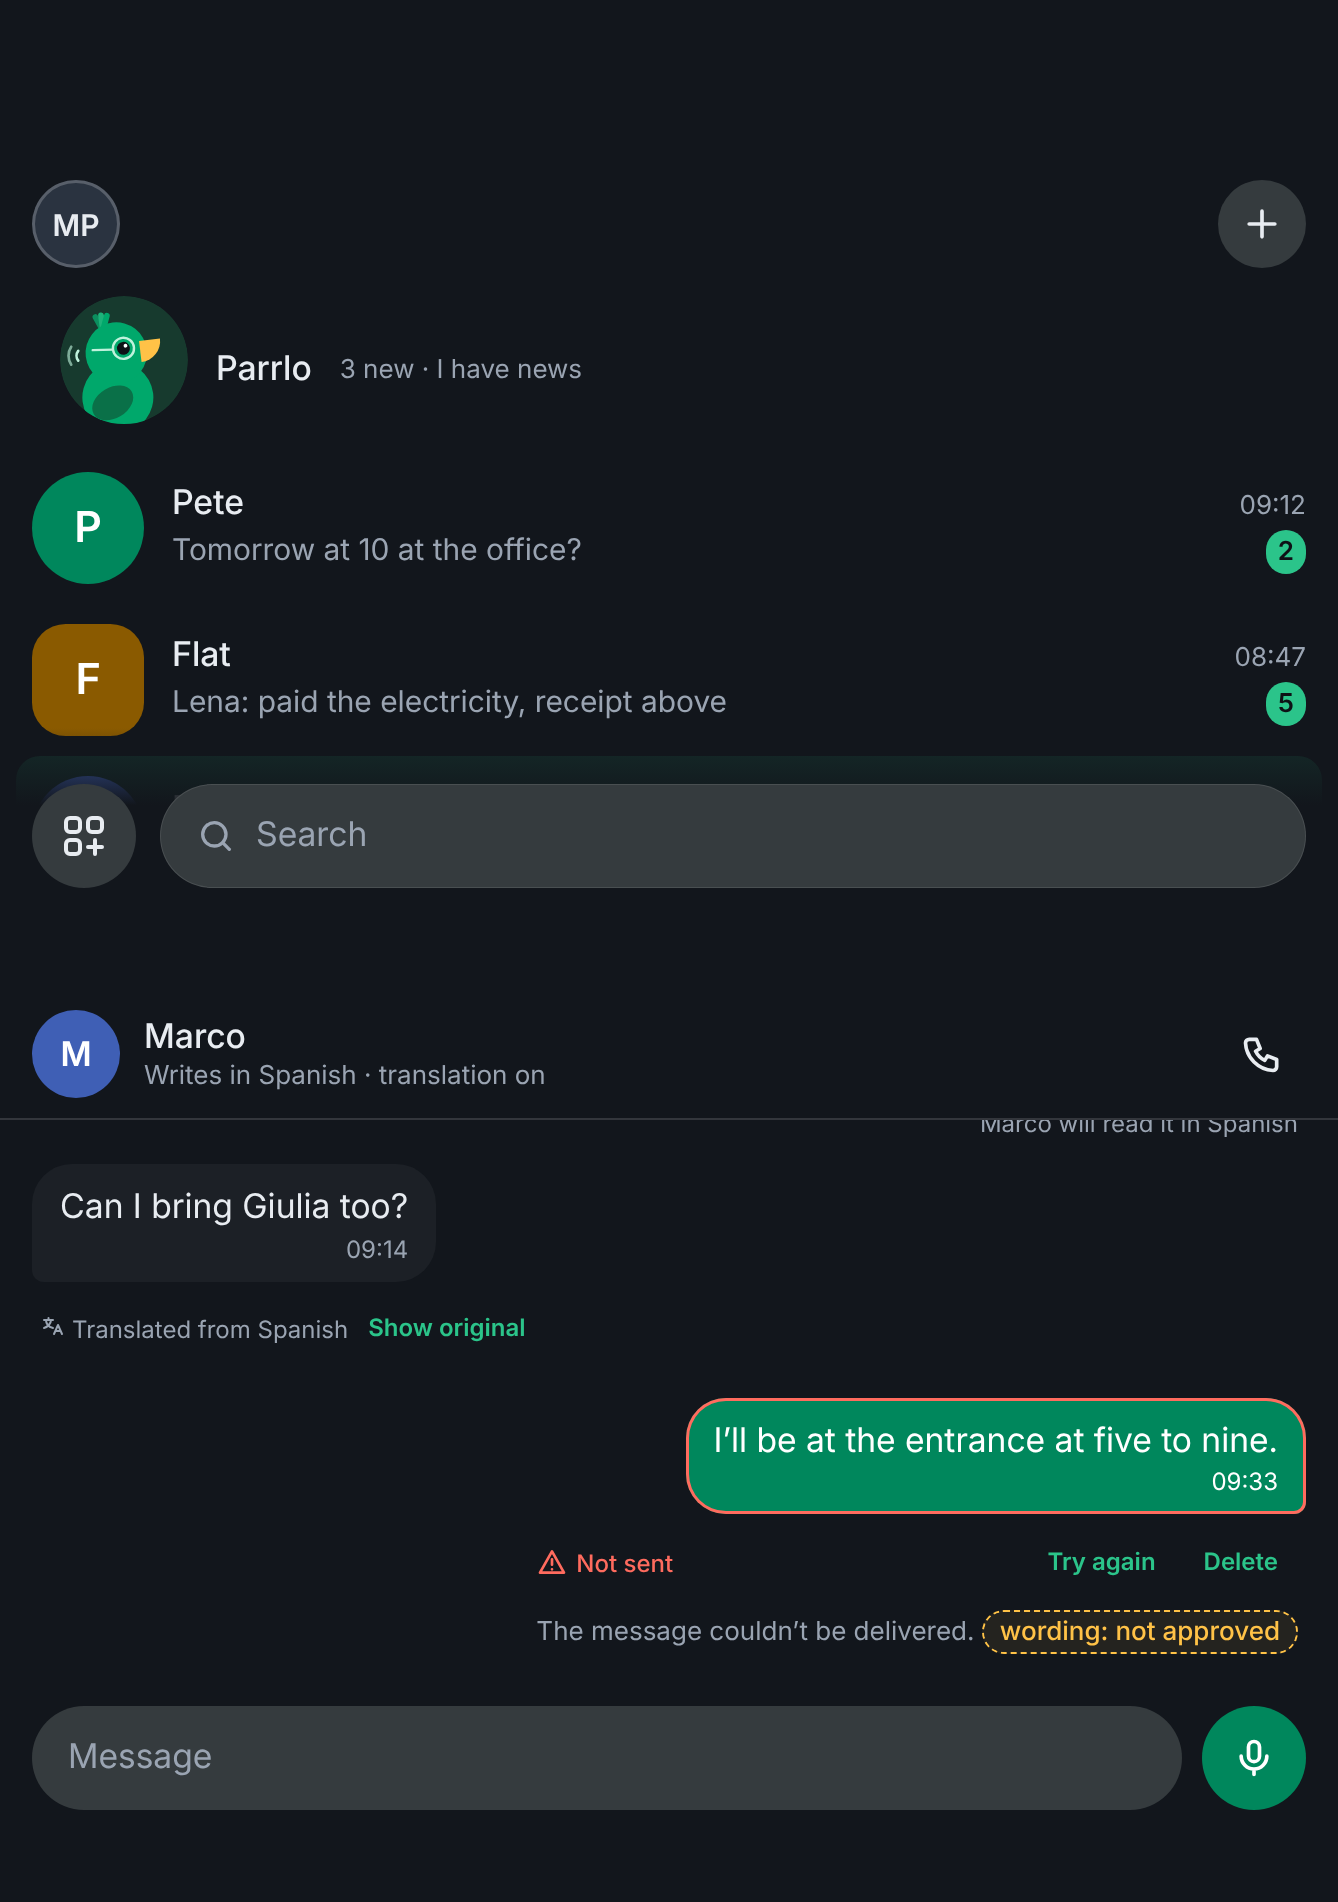 MP
Parrlo 3 new · I have news
P
Pete
09:12
Tomorrow at 10 at the office?
2
F
Flat
08:47
Lena: paid the electricity, receipt above
5
Search
M
Marco
Writes in Spanish · translation on
Marco will read it in Spanish
Can I bring Giulia too?
09:14
Translated from Spanish Show original
I’ll be at the entrance at five to nine.
09:33
Not sent Try again Delete
The message couldn’t be delivered. wording: not approved
Message